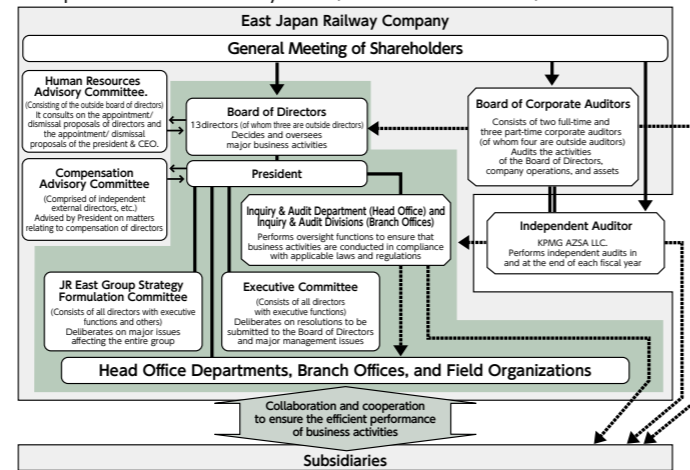 East Japan Railway Company
General Meeting of Shareholders
Human Resources
Advisory Committee.
(Consisting of the outside board of directors)
It consults on the appointment/
dismissal proposals of directors and
the appointment/ dismissal
proposals of the president & CEO.
Board of Directors
13directors (of whom three are outside directors)
Decides and oversees
major business activities
Board of Corporate Auditors
Consists of two full-time and
three part-time corporate auditors
(of whom four are outside auditors)
Audits the activities
of the Board of Directors,
company operations, and assets
Compensation
Advisory Committee
(Comprised of independent
external directors, etc.)
Advised by President on matters
relating to compensation of directors
President
Inquiry & Audit Department (Head Office) and
Inquiry & Audit Divisions (Branch Offices)
Performs oversight functions to ensure that
business activities are conducted in compliance
with applicable laws and regulations
Independent Auditor
KPMG AZSA LLC.
Performs independent audits in
and at the end of each fiscal year
JR East Group Strategy
Formulation Committee
(Consists of all directors with executive
functions and others)
Deliberates on major issues
affecting the entire group
Executive Committee
(Consists of all directors
with executive functions)
Deliberates on resolutions to be
submitted to the Board of Directors
and major management issues
Head Office Departments, Branch Offices, and Field Organizations
Collaboration and cooperation
to ensure the efficient performance
of business activities
Subsidiaries